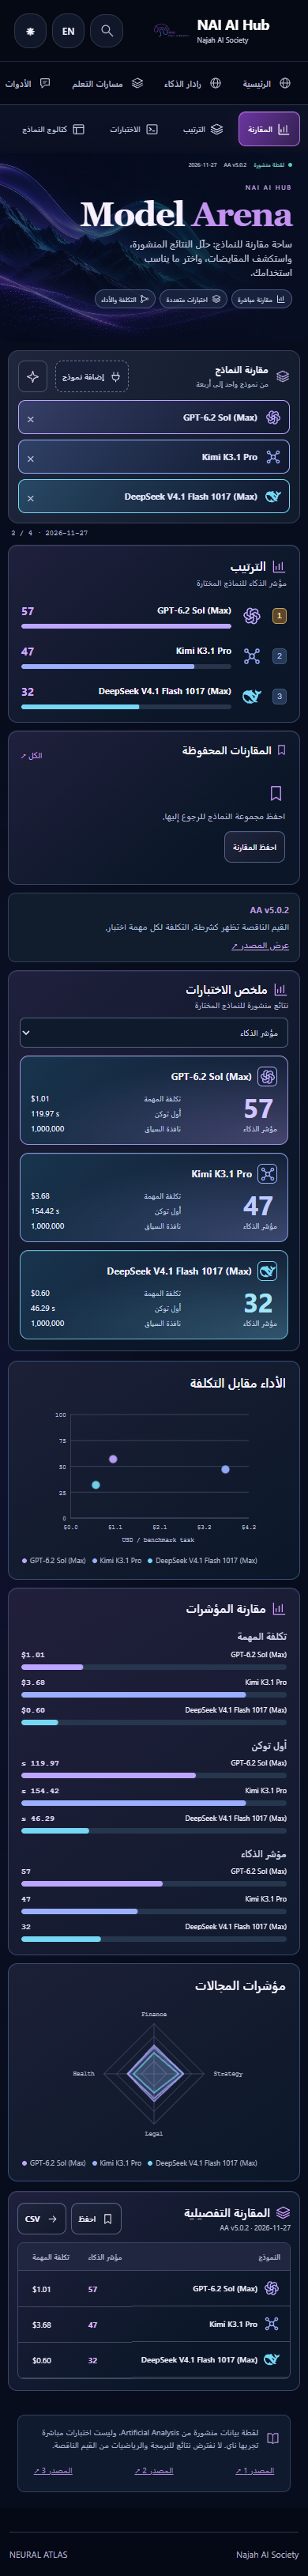 NAI AI Hub
Najah AI Society
EN
الرئيسية
رادار الذكاء
مسارات التعلم
الأدوات
المقارنة
الترتيب
الاختبارات
كتالوج النماذج
لقطة منشورة AA v5.0.2 2026-11-27
NAI AI HUB
Model Arena
ساحة مقارنة للنماذج: حلّل النتائج المنشورة،
واستكشف المقايضات، واختر ما يناسب
استخدامك.
مقارنة مباشرة
اختبارات متعددة
التكلفة والأداء
مقارنة النماذج
من نموذج واحد إلى أربعة
إضافة نموذج
GPT-6.2 Sol (Max) ×
Kimi K3.1 Pro ×
DeepSeek V4.1 Flash 1017 (Max) ×
3 / 4 · 2026-11-27
الترتيب
مؤشر الذكاء للنماذج المختارة
1 GPT-6.2 Sol (Max) 57
2 Kimi K3.1 Pro 47
3 DeepSeek V4.1 Flash 1017 (Max) 32
المقارنات المحفوظة
الكل ↗
احفظ مجموعة النماذج للرجوع إليها.
احفظ المقارنة
AA v5.0.2
القيم الناقصة تظهر كشرطة. التكلفة لكل مهمة اختبار.
عرض المصدر ↗
ملخص الاختبارات
نتائج منشورة للنماذج المختارة
مؤشر الذكاء
GPT-6.2 Sol (Max)
57
مؤشر الذكاء
تكلفة المهمة $1.01
أول توكن 119.97 s
نافذة السياق 1,000,000
Kimi K3.1 Pro
47
مؤشر الذكاء
تكلفة المهمة $3.68
أول توكن 154.42 s
نافذة السياق 1,000,000
DeepSeek V4.1 Flash 1017 (Max)
32
مؤشر الذكاء
تكلفة المهمة $0.60
أول توكن 46.29 s
نافذة السياق 1,000,000
الأداء مقابل التكلفة
100
75
50
25
0
$0.0 $1.1 $2.1 $3.2 $4.2
USD / benchmark task
GPT-6.2 Sol (Max) Kimi K3.1 Pro DeepSeek V4.1 Flash 1017 (Max)
مقارنة المؤشرات
تكلفة المهمة
GPT-6.2 Sol (Max) $1.01
Kimi K3.1 Pro $3.68
DeepSeek V4.1 Flash 1017 (Max) $0.60
أول توكن
GPT-6.2 Sol (Max) s 119.97
Kimi K3.1 Pro s 154.42
DeepSeek V4.1 Flash 1017 (Max) s 46.29
مؤشر الذكاء
GPT-6.2 Sol (Max) 57
Kimi K3.1 Pro 47
DeepSeek V4.1 Flash 1017 (Max) 32
مؤشرات المجالات
Finance
Health
Strategy
Legal
GPT-6.2 Sol (Max) Kimi K3.1 Pro DeepSeek V4.1 Flash 1017 (Max)
المقارنة التفصيلية
AA v5.0.2 · 2026-11-27
احفظ
CSV
النموذج مؤشر الذكاء تكلفة المهمة
GPT-6.2 Sol (Max) 57 $1.01
Kimi K3.1 Pro 47 $3.68
DeepSeek V4.1 Flash 1017 (Max) 32 $0.60
لقطة بيانات منشورة من Artificial Analysis، وليست اختبارات مباشرة
تجريها ناي. لا نفترض نتائج للبرمجة والرياضيات من القيم الناقصة.
المصدر 1 ↗
المصدر 2 ↗
المصدر 3 ↗
Najah AI Society
NEURAL ATLAS